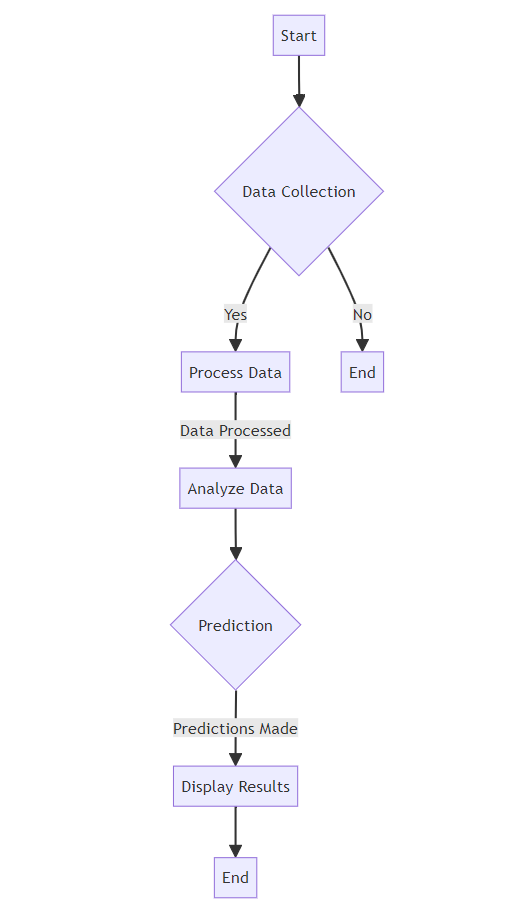 Start
Data Collection
Yes
No
Process Data
End
Data Processed
Analyze Data
Prediction
Predictions Made
Display Results
End